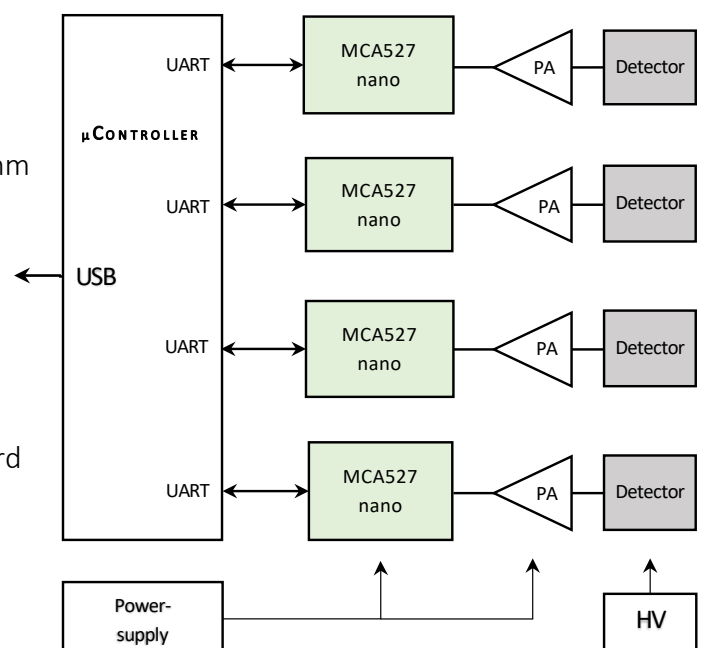 UART
MCA527
nano
PA
Detector
µCONTROLLER
UART
MCA527
nano
PA
Detector
USB
UART
MCA527
nano
PA
Detector
UART
MCA527
nano
PA
Detector
Power-
supply
HV